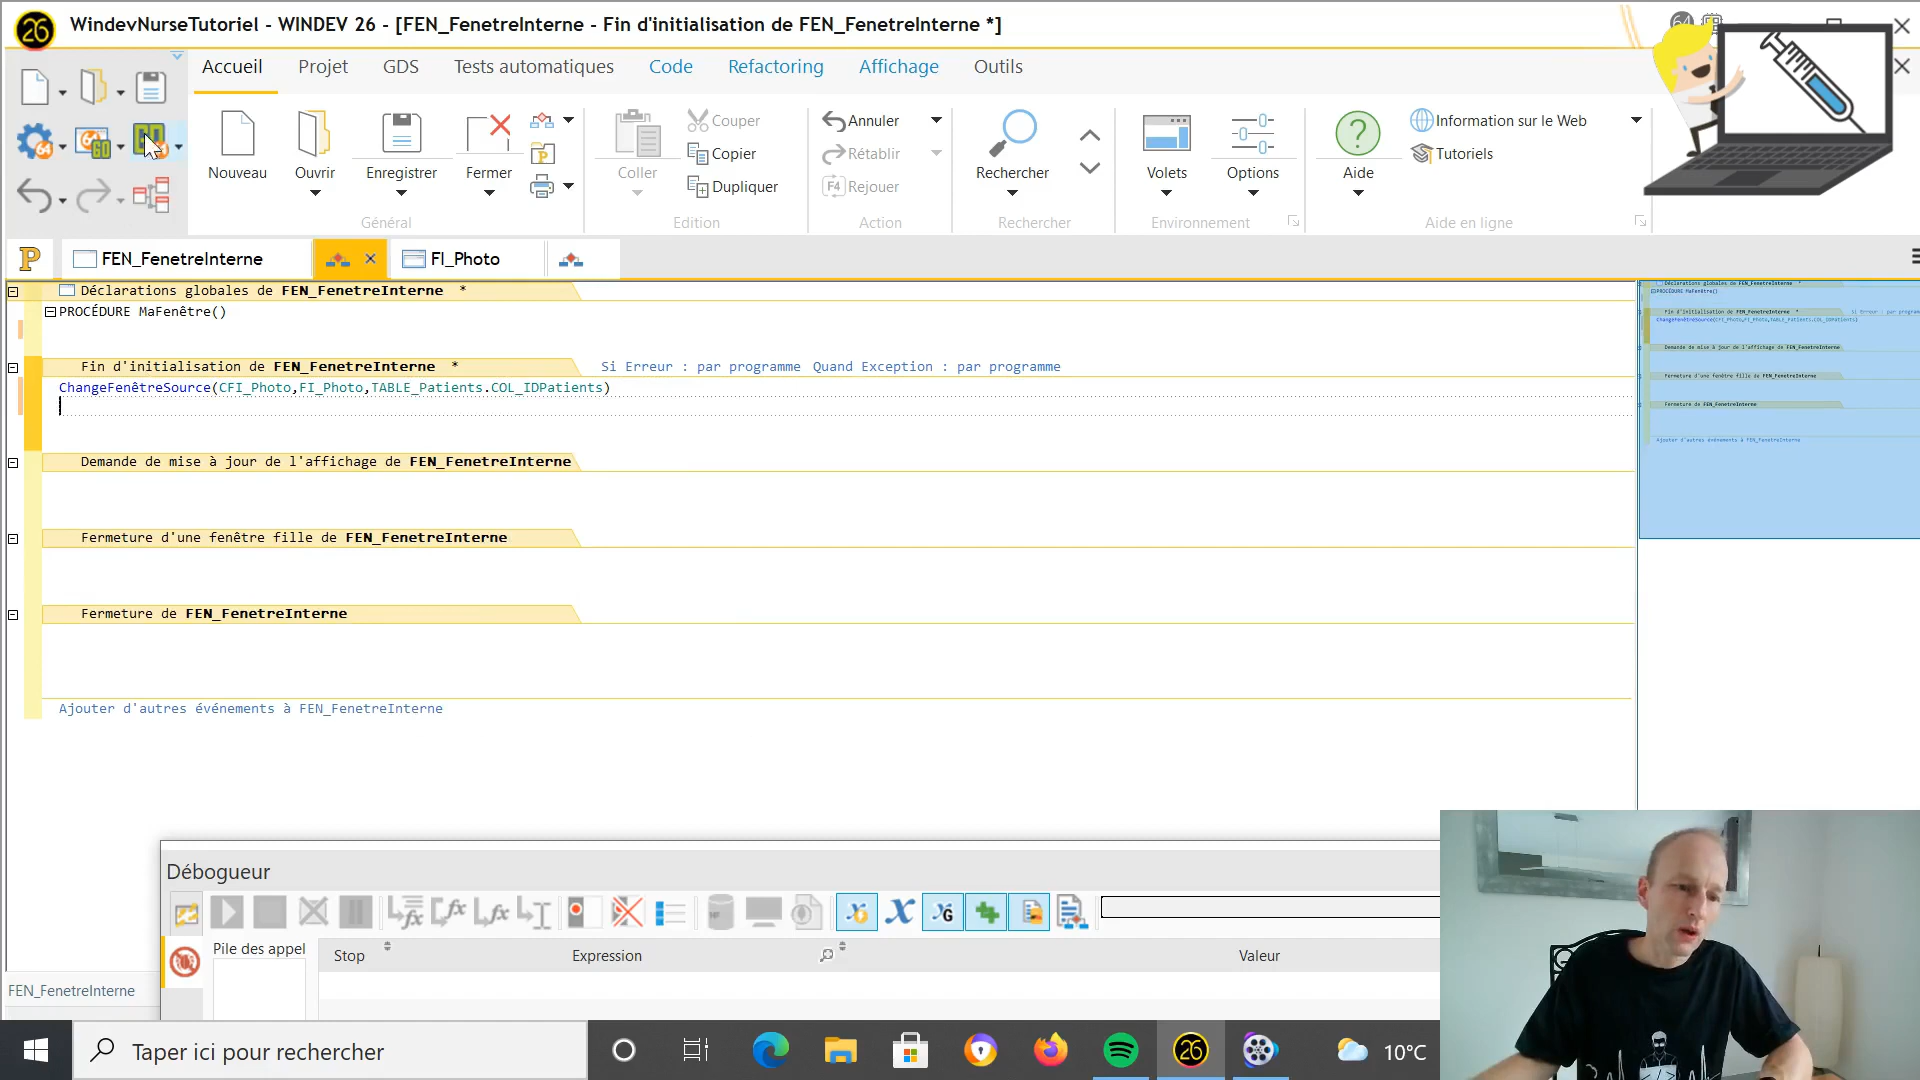 26 WindevNurseTutoriel - WINDEV 26 - [FEN_FenetreInterne - Fin d'initialisation de FEN_FenetreInterne *]
Accueil Projet GDS Tests automatiques Code Refactoring Affichage Outils
Nouveau Ouvrir Enregistrer Fermer
Coller Couper Copier Dupliquer
Annuler Rétablir F4 Rejouer
Rechercher Volets Options Aide
Information sur le Web
Tutoriels
Général Edition Action Rechercher Environnement Aide en ligne
P FEN_FenetreInterne FI_Photo
Déclarations globales de FEN_FenetreInterne *
PROCÉDURE MaFenêtre()
Fin d'initialisation de FEN_FenetreInterne * Si Erreur : par programme Quand Exception : par programme
ChangeFenêtreSource(CFI_Photo,FI_Photo,TABLE_Patients.COL_IDPatients)
Demande de mise à jour de l'affichage de FEN_FenetreInterne
Fermeture d'une fenêtre fille de FEN_FenetreInterne
Fermeture de FEN_FenetreInterne
Ajouter d'autres événements à FEN_FenetreInterne
Débogueur
Pile des appel Stop Expression Valeur
FEN_FenetreInterne
Taper ici pour rechercher
26
10°C